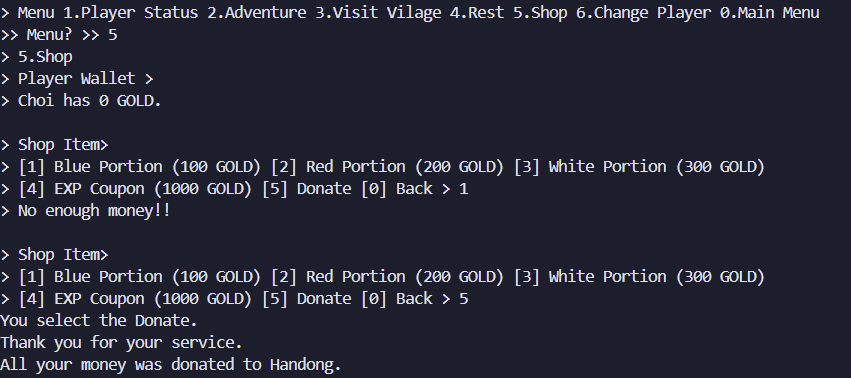 > Menu 1.Player Status 2.Adventure 3.Visit Vilage 4.Rest 5.Shop 6.Change Player 0.Main Menu
>> Menu? >> 5
> 5.Shop
> Player Wallet >
> Choi has 0 GOLD.
> Shop Item>
> [1] Blue Portion (100 GOLD) [2] Red Portion (200 GOLD) [3] White Portion (300 GOLD)
> [4] EXP Coupon (1000 GOLD) [5] Donate [0] Back > 1
> No enough money!!
> Shop Item>
> [1] Blue Portion (100 GOLD) [2] Red Portion (200 GOLD) [3] White Portion (300 GOLD)
> [4] EXP Coupon (1000 GOLD) [5] Donate [0] Back > 5
You select the Donate.
Thank you for your service.
All your money was donated to Handong.